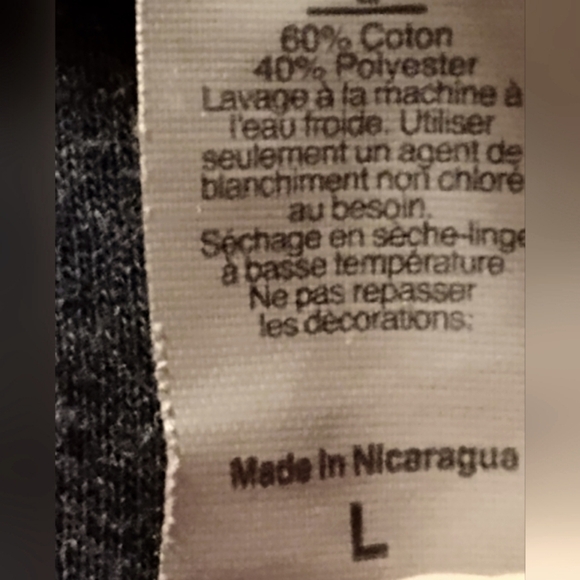 60% Coton
40% Polyester
Lavage à la machine à
l'eau froide. Utiliser
seulement un agent de
blanchiment non chloré
au besoin.
Séchage en sèche-linge
à basse température
Ne pas repasser
les décorations.
Made in Nicaragua
L